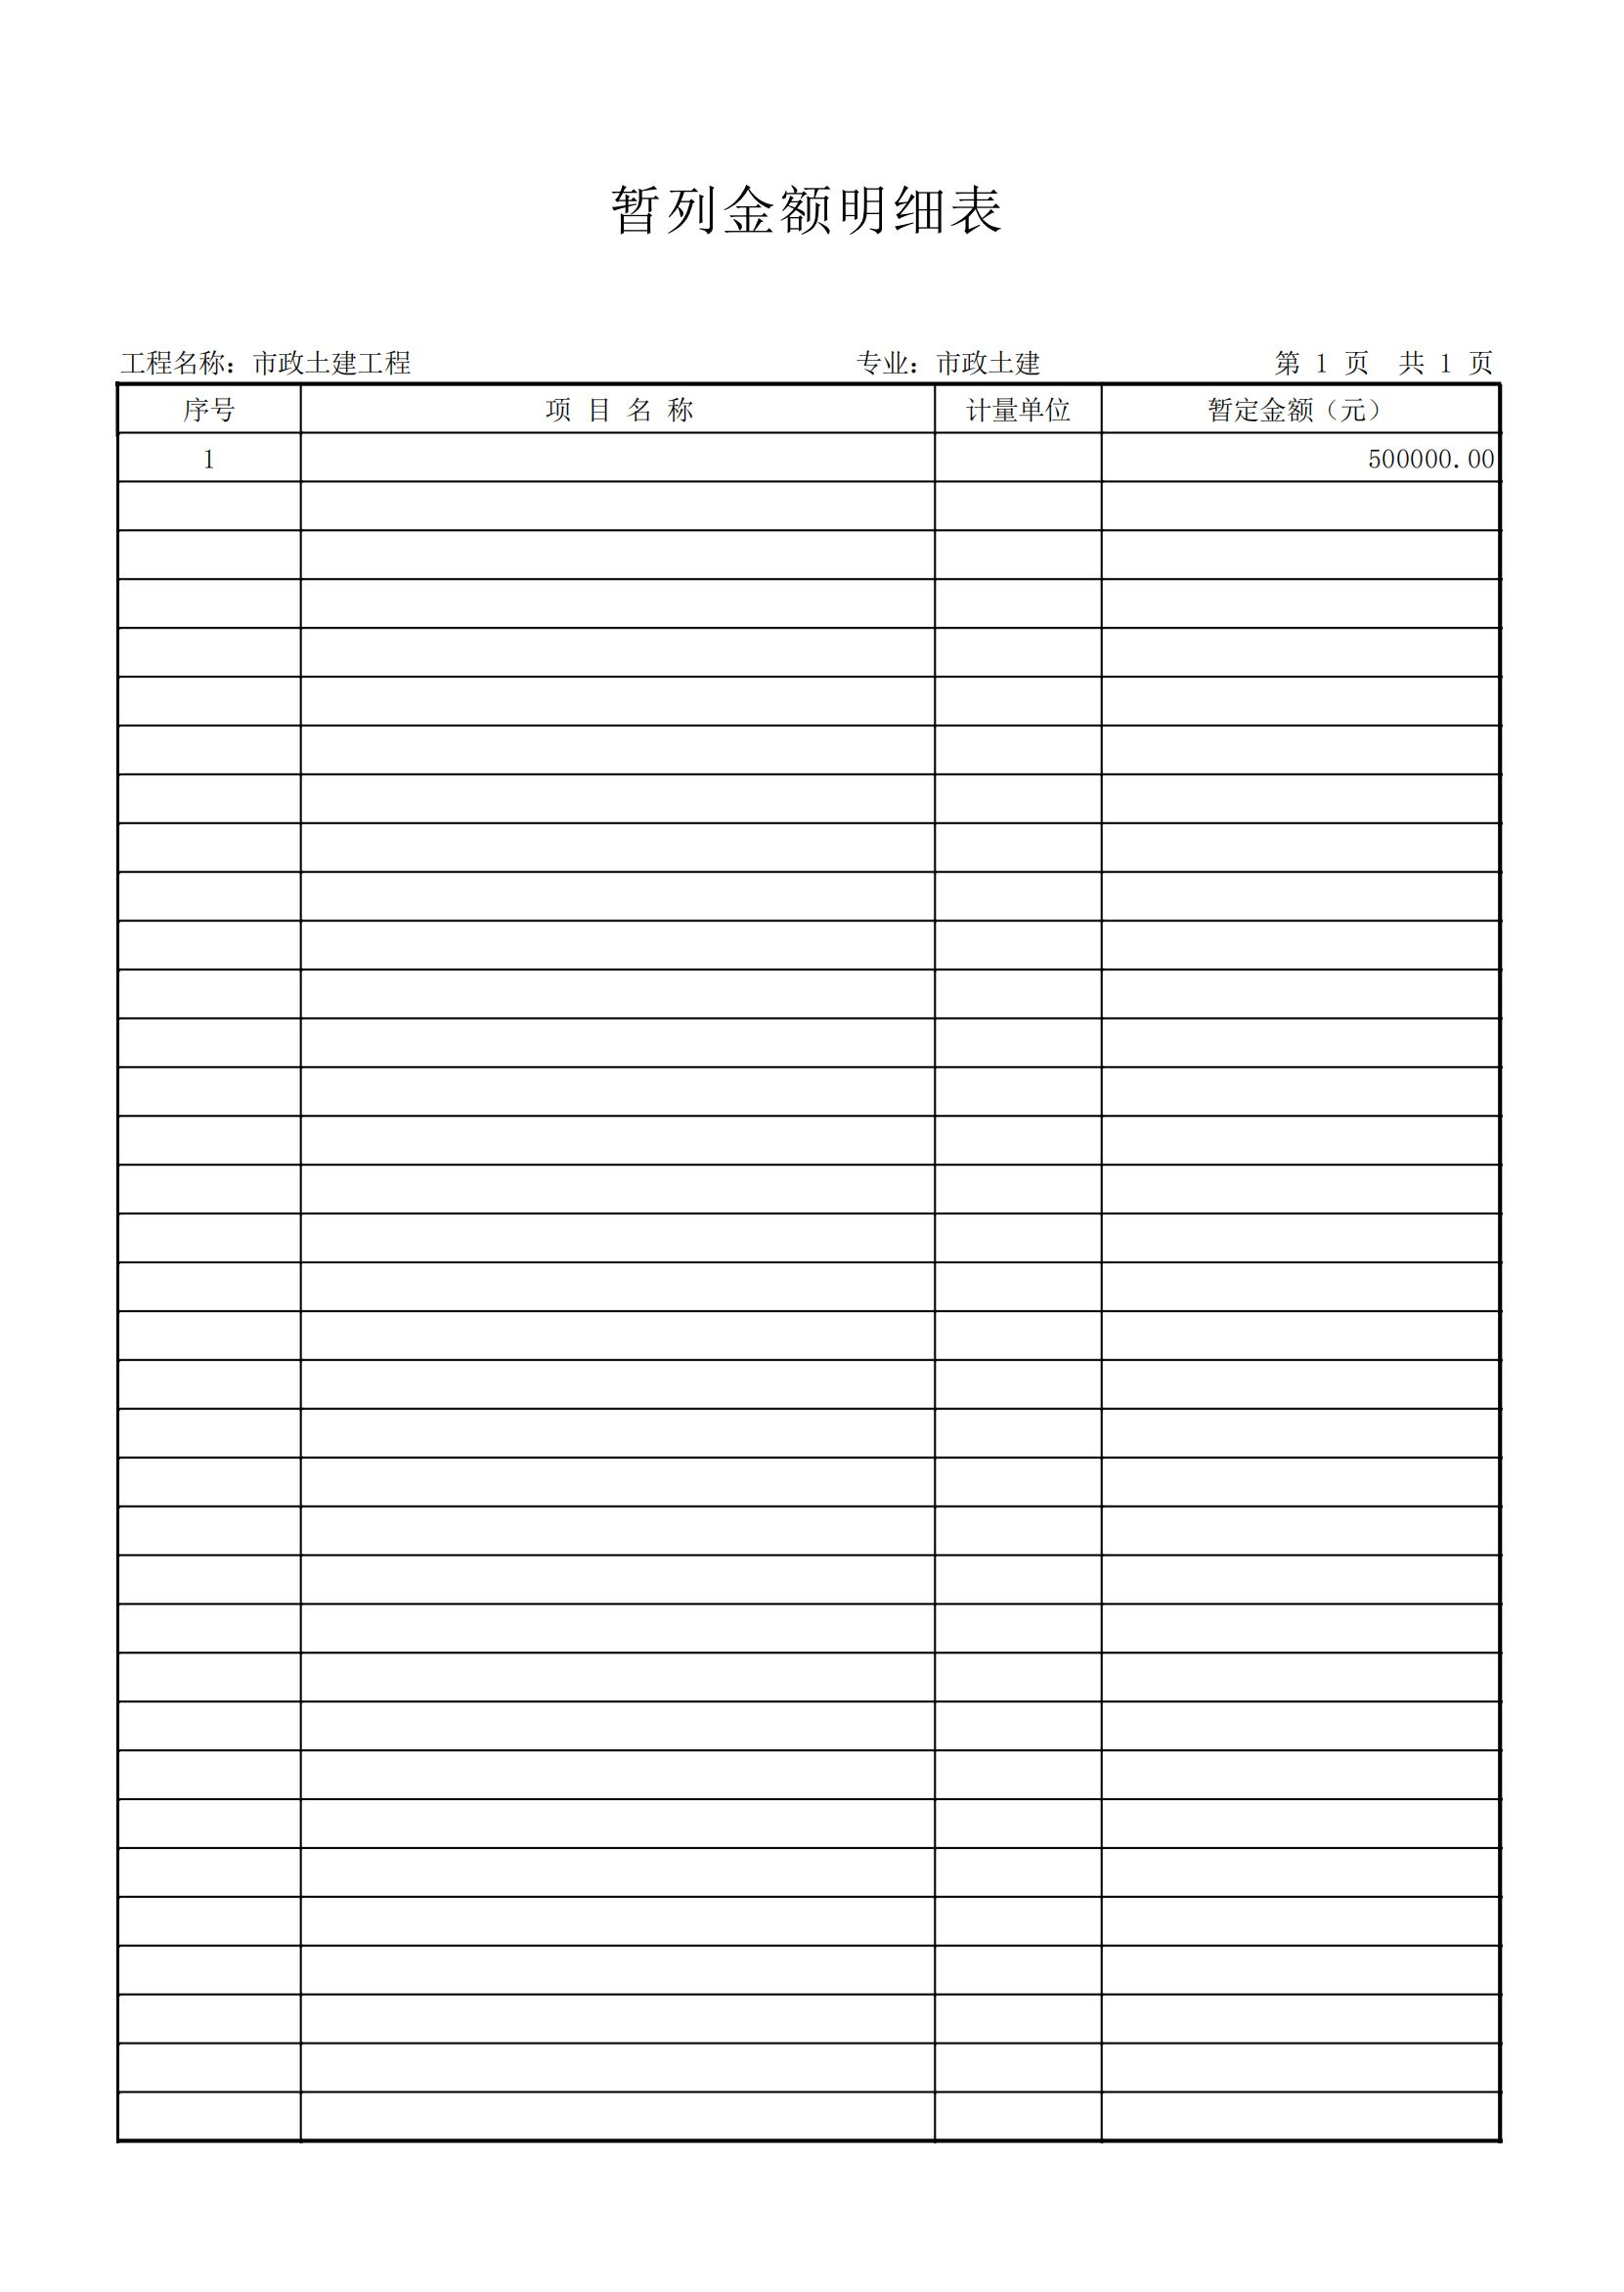 暂列金额明细表
工程名称：市政土建工程 专业：市政土建 第 1 页 共 1 页
序号 项 目 名 称 计量单位 暂定金额（元）
1 500000.00